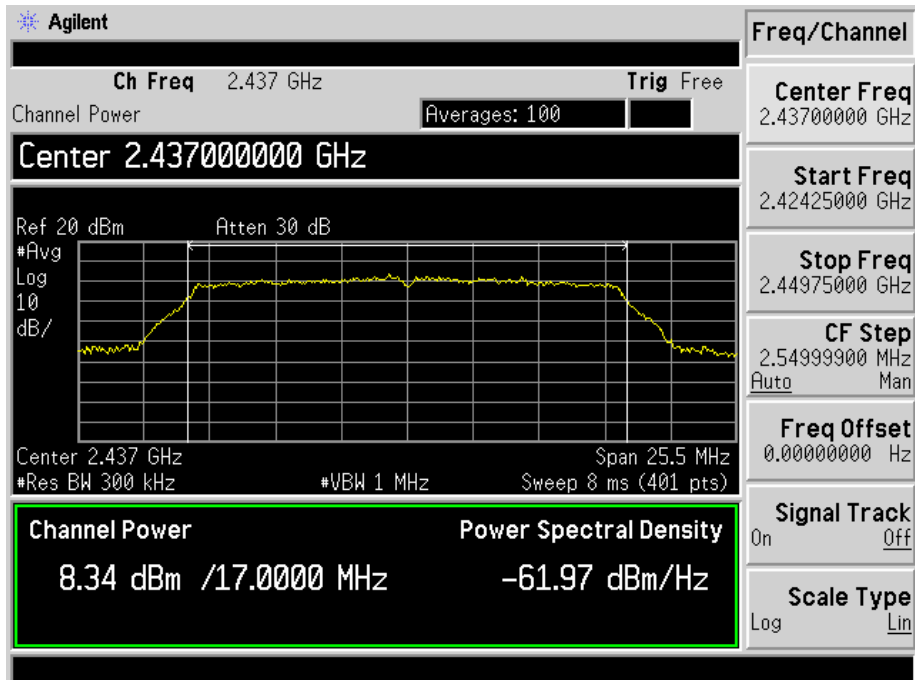 Agilent
Freq/Channel
Ch Freq 2.437 GHz Trig Free
Channel Power Averages: 100
Center 2.437000000 GHz
Ref 20 dBm Atten 30 dB
#Avg
Log
10
dB/
Center 2.437 GHz Span 25.5 MHz
#Res BW 300 kHz #VBW 1 MHz Sweep 8 ms (401 pts)
Channel Power Power Spectral Density
8.34 dBm /17.0000 MHz -61.97 dBm/Hz
Center Freq
2.43700000 GHz
Start Freq
2.42425000 GHz
Stop Freq
2.44975000 GHz
CF Step
2.54999900 MHz
Auto Man
Freq Offset
0.00000000 Hz
Signal Track
On Off
Scale Type
Log Lin